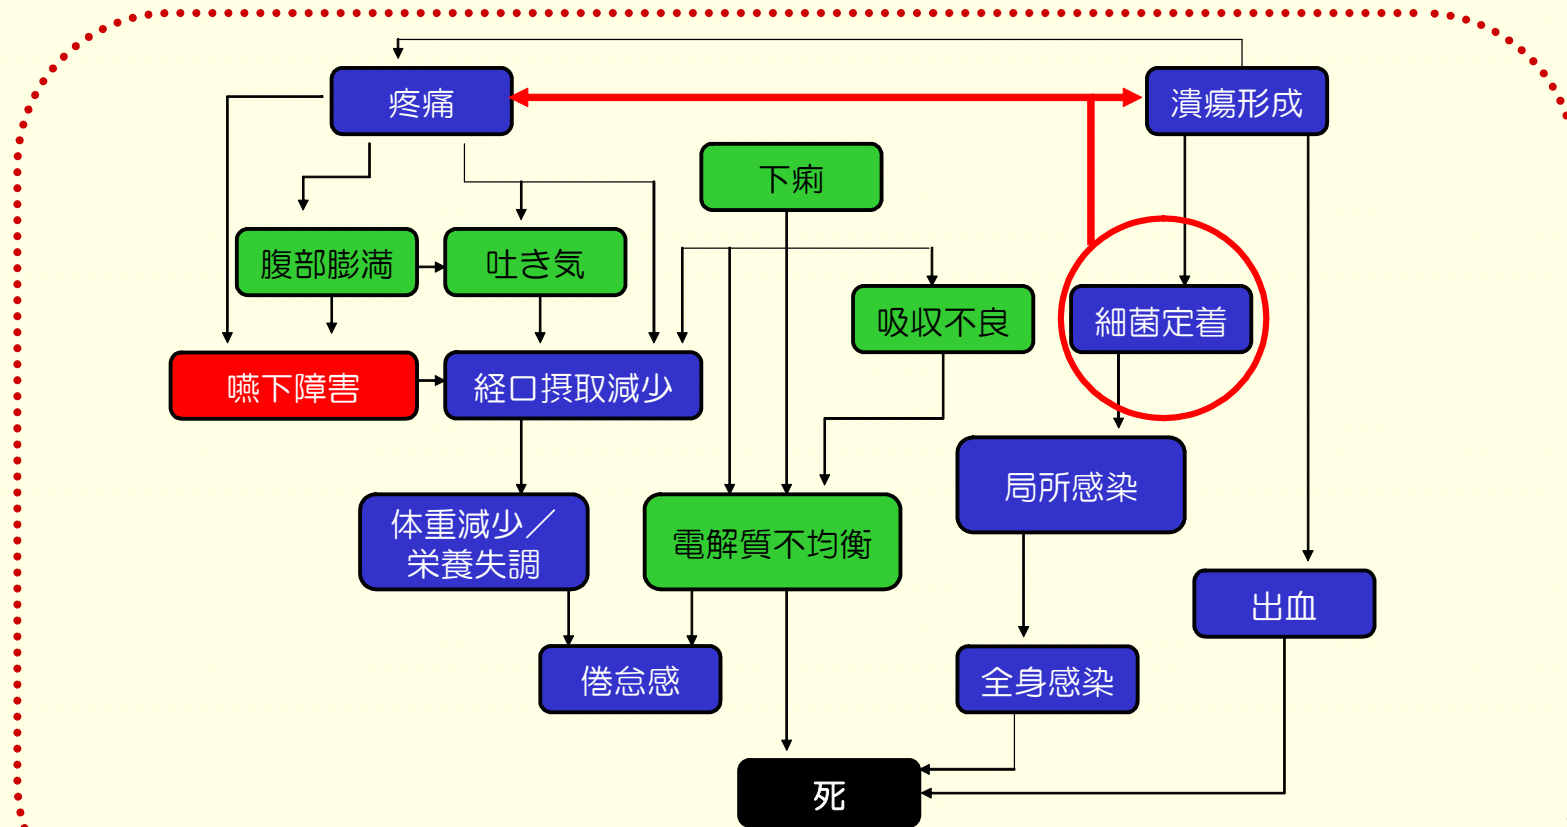 疼痛
潰瘍形成
下痢
腹部膨満
吐き気
吸収不良
細菌定着
嚥下障害
経口摂取減少
局所感染
体重減少／
栄養失調
電解質不均衡
出血
倦怠感
全身感染
死